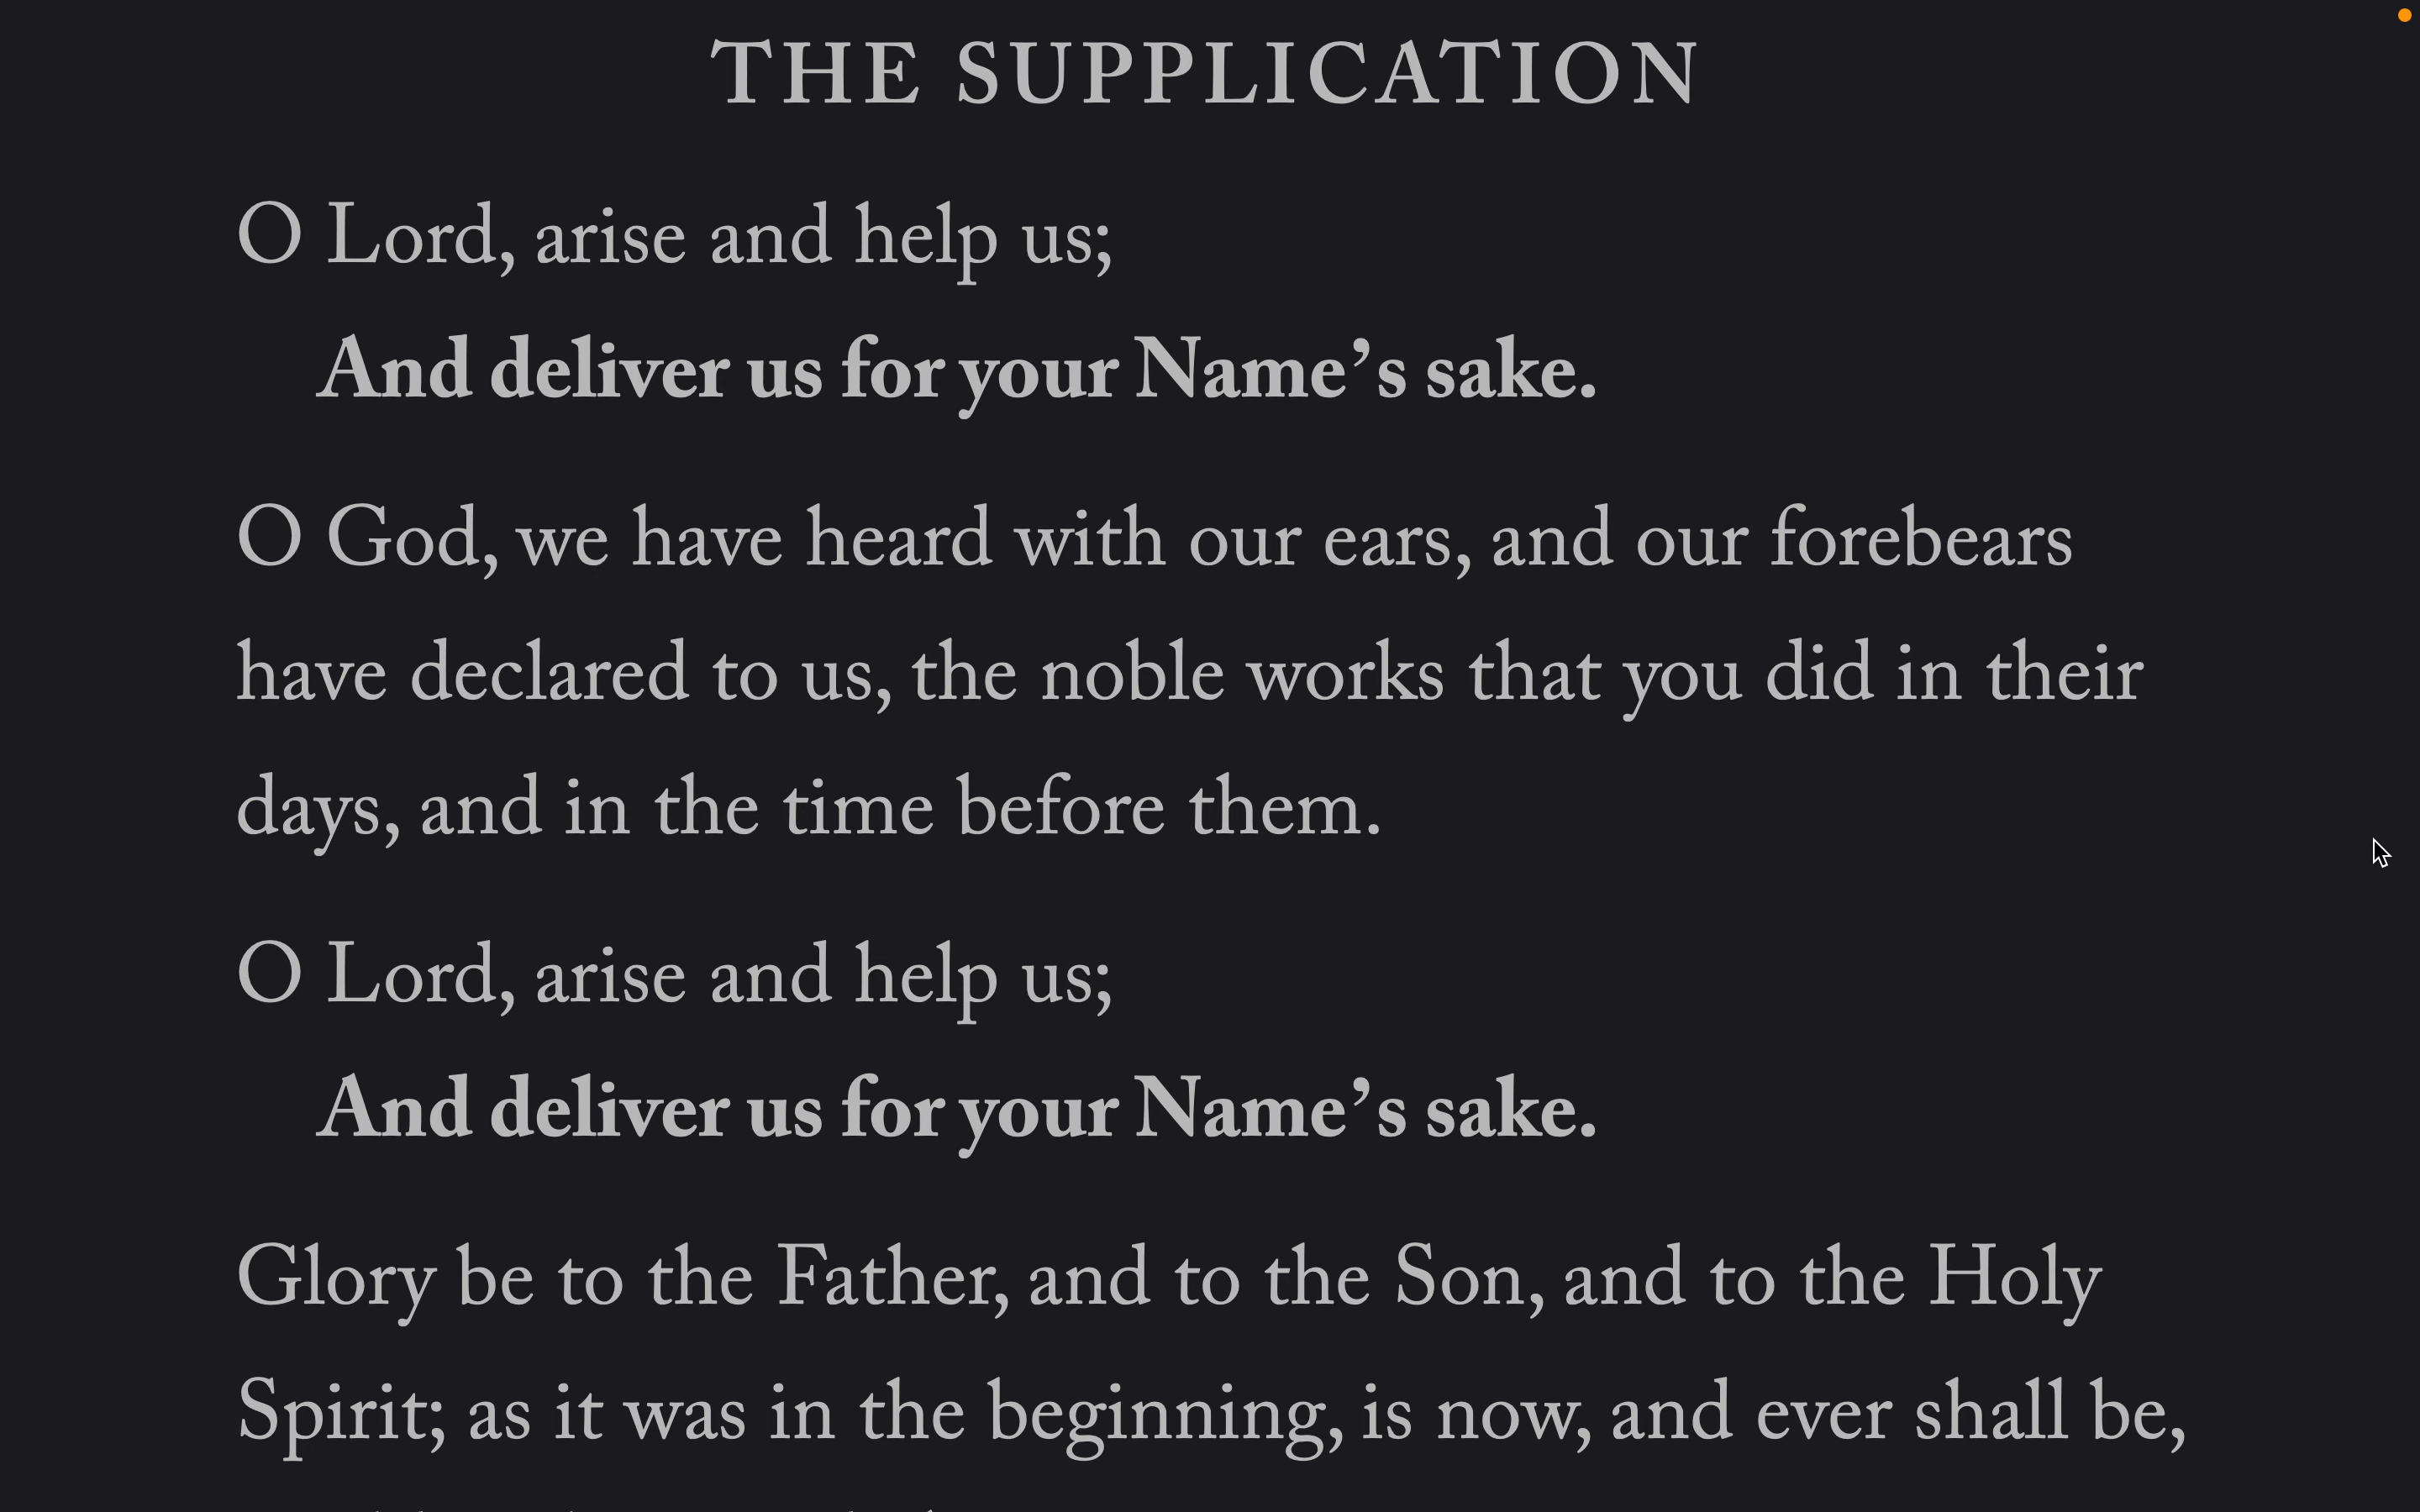 THE SUPPLICATION
O Lord, arise and help us;
And deliver us for your Name’s sake.
O God, we have heard with our ears, and our forebears
have declared to us, the noble works that you did in their
days, and in the time before them.
O Lord, arise and help us;
And deliver us for your Name’s sake.
Glory be to the Father, and to the Son, and to the Holy
Spirit; as it was in the beginning, is now, and ever shall be,